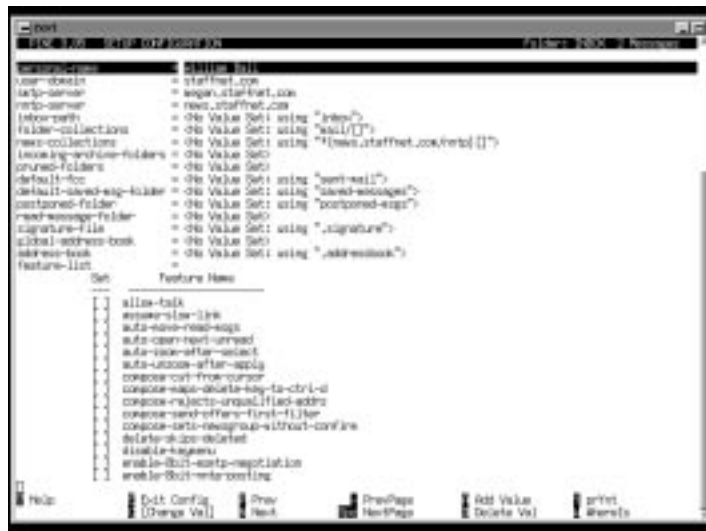 nxvt
PINE 3.95 SETUP CONFIGURATION Folder: INBOX 2 Messages
personal-name = William Ball
user-domain = staffnet.com
smtp-server = megan.staffnet.com
nntp-server = news.staffnet.com
inbox-path = <No Value Set: using "inbox">
folder-collections = <No Value Set: using "mail/[]">
news-collections = <No Value Set: using "*{news.staffnet.com/nntp}[]">
incoming-archive-folders = <No Value Set>
pruned-folders = <No Value Set>
default-fcc = <No Value Set: using "sent-mail">
default-saved-msg-folder = <No Value Set: using "saved-messages">
postponed-folder = <No Value Set: using "postponed-msgs">
read-message-folder = <No Value Set>
signature-file = <No Value Set: using ".signature">
global-address-book = <No Value Set>
address-book = <No Value Set: using ".addressbook">
feature-list =
Set Feature Name
--- ----------------------
[ ] allow-talk
[ ] assume-slow-link
[ ] auto-move-read-msgs
[ ] auto-open-next-unread
[ ] auto-zoom-after-select
[ ] auto-unzoom-after-apply
[ ] compose-cut-from-cursor
[ ] compose-maps-delete-key-to-ctrl-d
[ ] compose-rejects-unqualified-addrs
[ ] compose-send-offers-first-filter
[ ] compose-sets-newsgroup-without-confirm
[ ] delete-skips-deleted
[ ] disable-keymenu
[ ] enable-8bit-esmtp-negotiation
[ ] enable-8bit-nntp-posting
? Help E Exit Config P Prev - PrevPage A Add Value Y prYnt
C [Change Val] N Next Spc NextPage D Delete Val W WhereIs